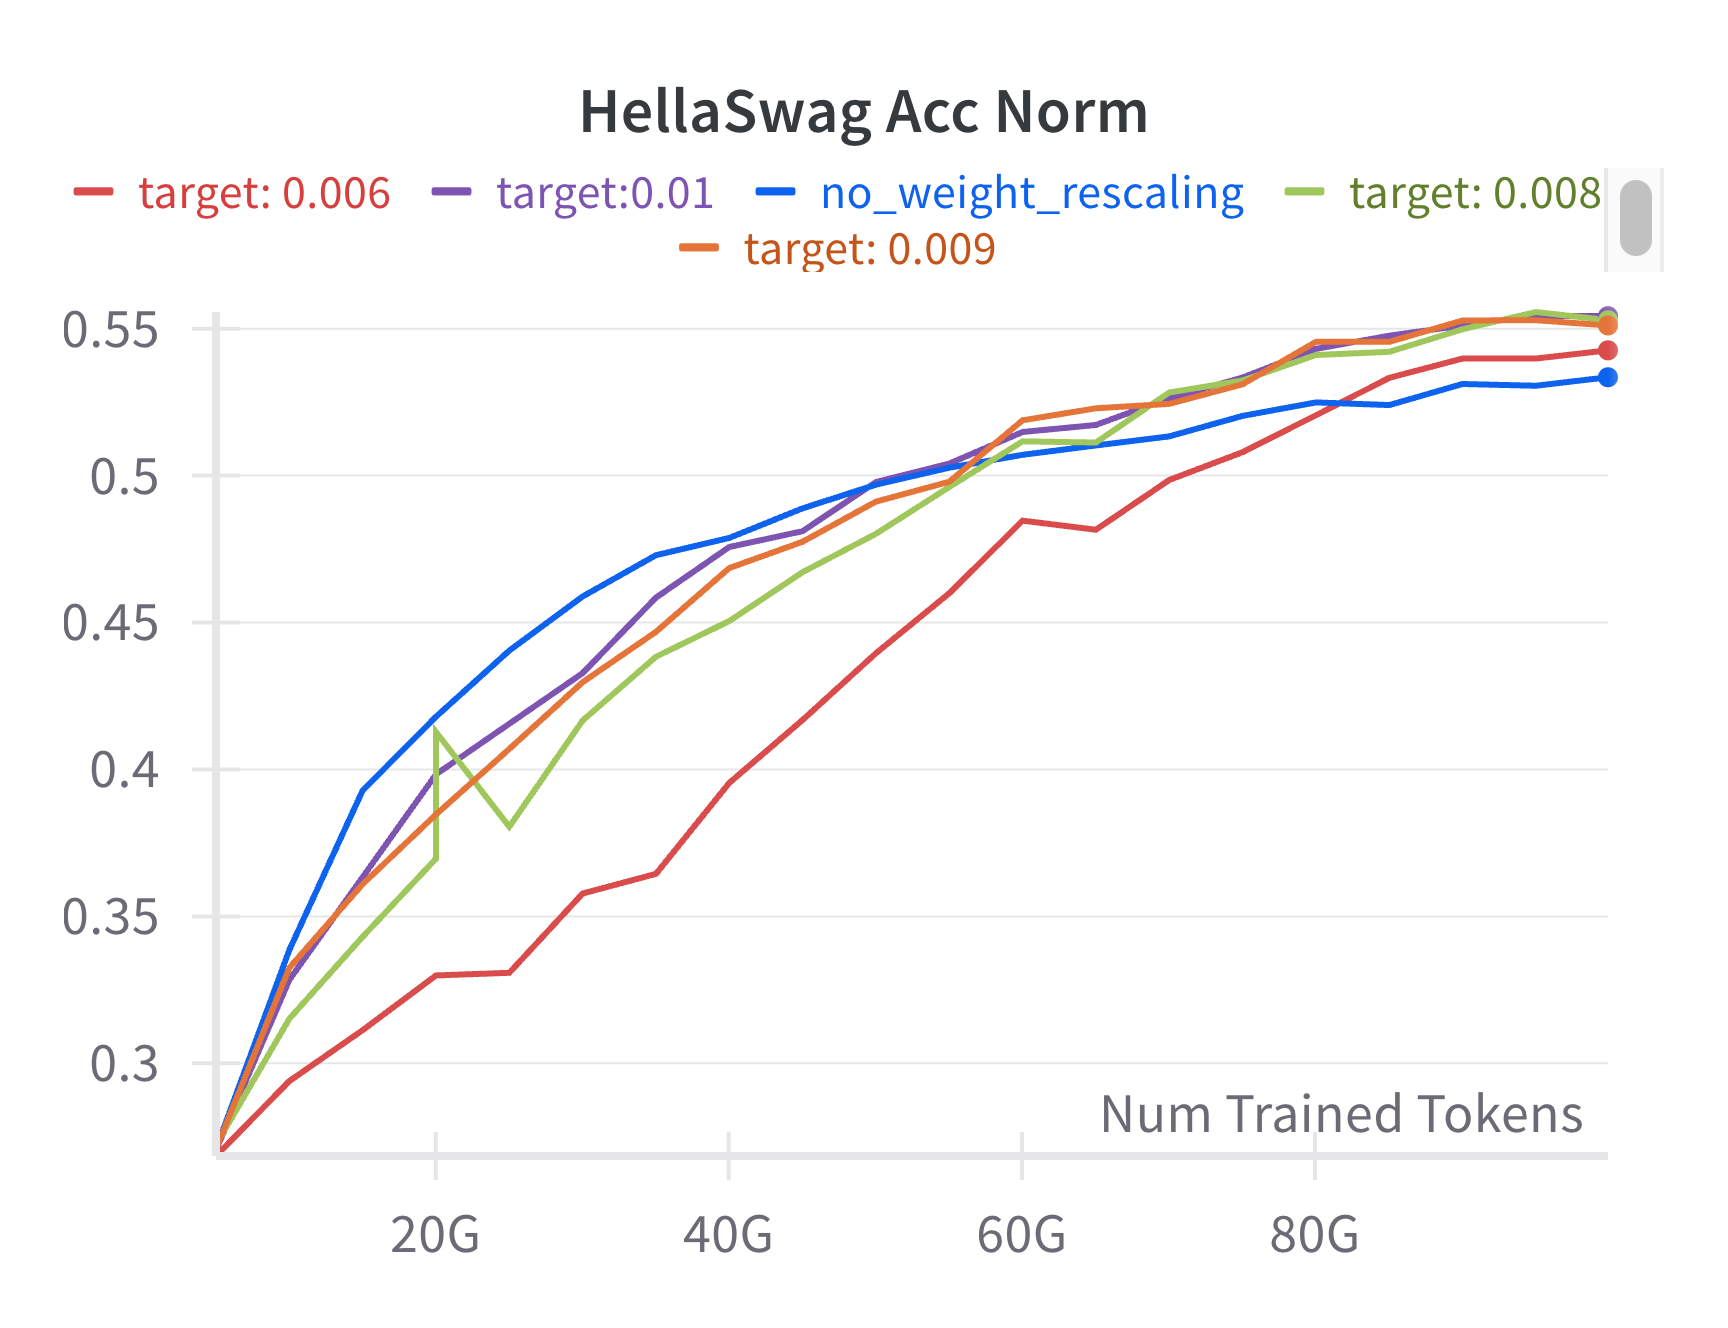 HellaSwag Acc Norm
target: 0.006 target:0.01 no_weight_rescaling target: 0.008
target: 0.009
0.55
0.5
0.45
0.4
0.35
0.3
Num Trained Tokens
20G 40G 60G 80G